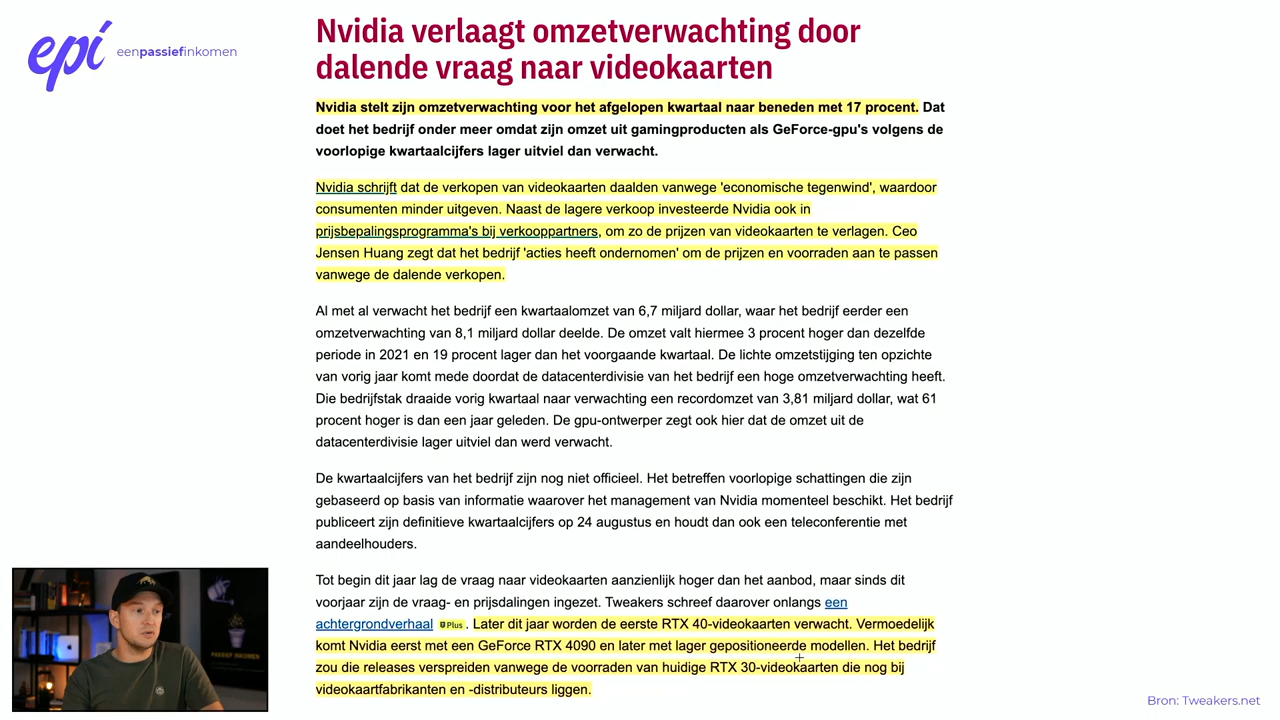 epi eenpassiefinkomen
Nvidia verlaagt omzetverwachting door
dalende vraag naar videokaarten
Nvidia stelt zijn omzetverwachting voor het afgelopen kwartaal naar beneden met 17 procent. Dat
doet het bedrijf onder meer omdat zijn omzet uit gamingproducten als GeForce-gpu's volgens de
voorlopige kwartaalcijfers lager uitviel dan verwacht.
Nvidia schrijft dat de verkopen van videokaarten daalden vanwege 'economische tegenwind', waardoor
consumenten minder uitgeven. Naast de lagere verkoop investeerde Nvidia ook in
prijsbepalingsprogramma's bij verkooppartners, om zo de prijzen van videokaarten te verlagen. Ceo
Jensen Huang zegt dat het bedrijf 'acties heeft ondernomen' om de prijzen en voorraden aan te passen
vanwege de dalende verkopen.
Al met al verwacht het bedrijf een kwartaalomzet van 6,7 miljard dollar, waar het bedrijf eerder een
omzetverwachting van 8,1 miljard dollar deelde. De omzet valt hiermee 3 procent hoger dan dezelfde
periode in 2021 en 19 procent lager dan het voorgaande kwartaal. De lichte omzetstijging ten opzichte
van vorig jaar komt mede doordat de datacenterdivisie van het bedrijf een hoge omzetverwachting heeft.
Die bedrijfstak draaide vorig kwartaal naar verwachting een recordomzet van 3,81 miljard dollar, wat 61
procent hoger is dan een jaar geleden. De gpu-ontwerper zegt ook hier dat de omzet uit de
datacenterdivisie lager uitviel dan werd verwacht.
De kwartaalcijfers van het bedrijf zijn nog niet officieel. Het betreffen voorlopige schattingen die zijn
gebaseerd op basis van informatie waarover het management van Nvidia momenteel beschikt. Het bedrijf
publiceert zijn definitieve kwartaalcijfers op 24 augustus en houdt dan ook een teleconferentie met
aandeelhouders.
Tot begin dit jaar lag de vraag naar videokaarten aanzienlijk hoger dan het aanbod, maar sinds dit
voorjaar zijn de vraag- en prijsdalingen ingezet. Tweakers schreef daarover onlangs een
achtergrondverhaal Plus. Later dit jaar worden de eerste RTX 40-videokaarten verwacht. Vermoedelijk
komt Nvidia eerst met een GeForce RTX 4090 en later met lager gepositioneerde modellen. Het bedrijf
zou die releases verspreiden vanwege de voorraden van huidige RTX 30-videokaarten die nog bij
videokaartfabrikanten en -distributeurs liggen.
PASSIEF INKOMEN
Bron: Tweakers.net